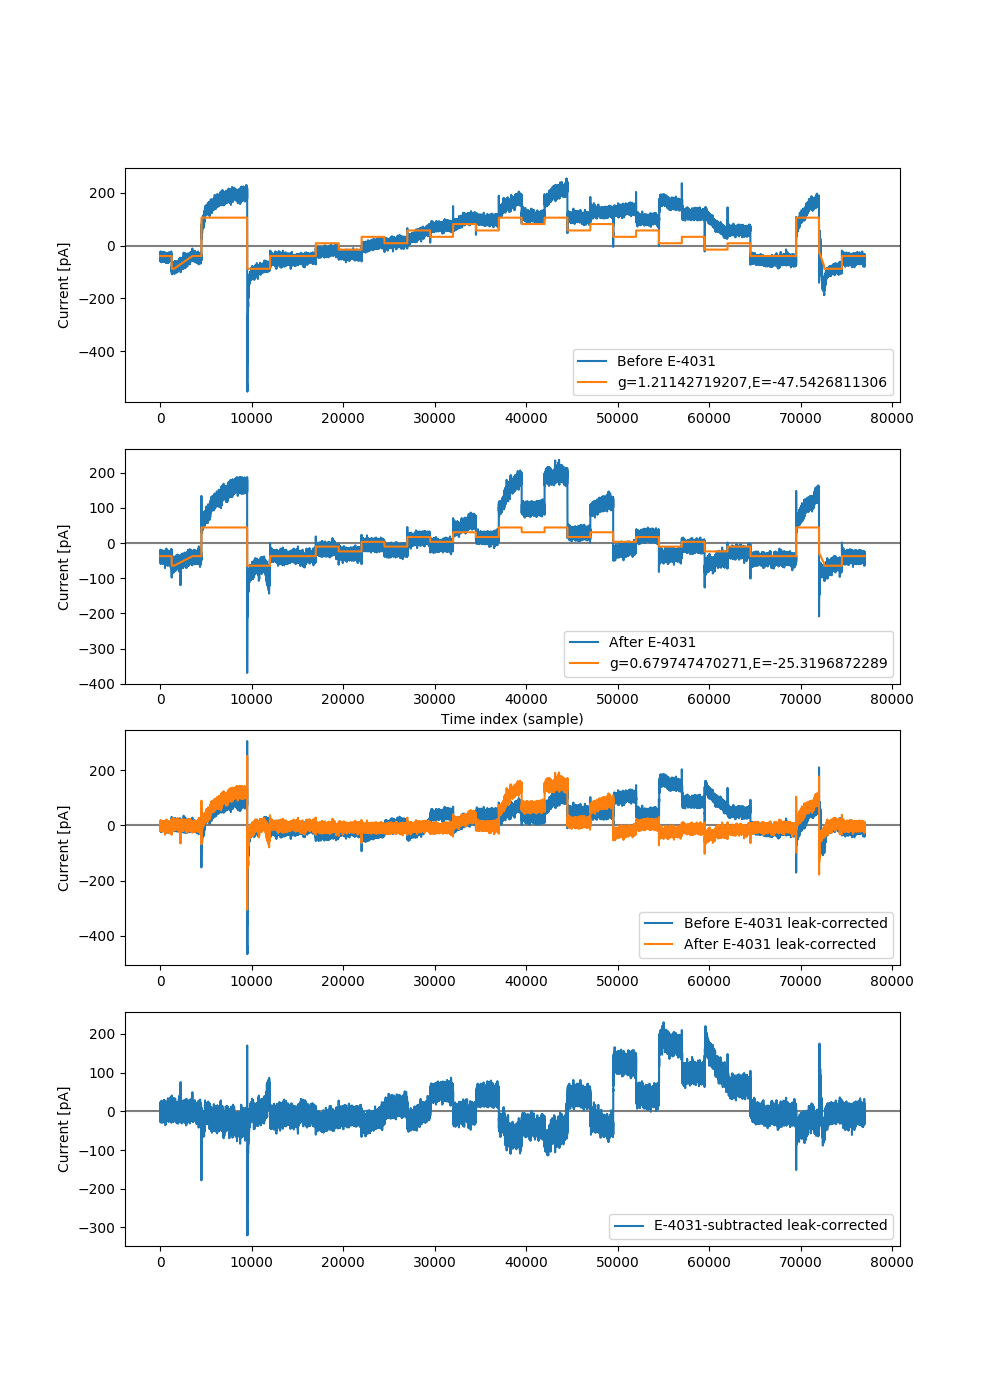 200
0
−200
−400
Current [pA]
Before E-4031
g=1.21142719207,E=-47.5426811306
0 10000 20000 30000 40000 50000 60000 70000 80000
200
100
0
−100
−200
−300
−400
Current [pA]
After E-4031
g=0.679747470271,E=-25.3196872289
0 10000 20000 30000 40000 50000 60000 70000 80000
Time index (sample)
200
0
−200
−400
Current [pA]
Before E-4031 leak-corrected
After E-4031 leak-corrected
0 10000 20000 30000 40000 50000 60000 70000 80000
200
100
0
−100
−200
−300
Current [pA]
E-4031-subtracted leak-corrected
0 10000 20000 30000 40000 50000 60000 70000 80000